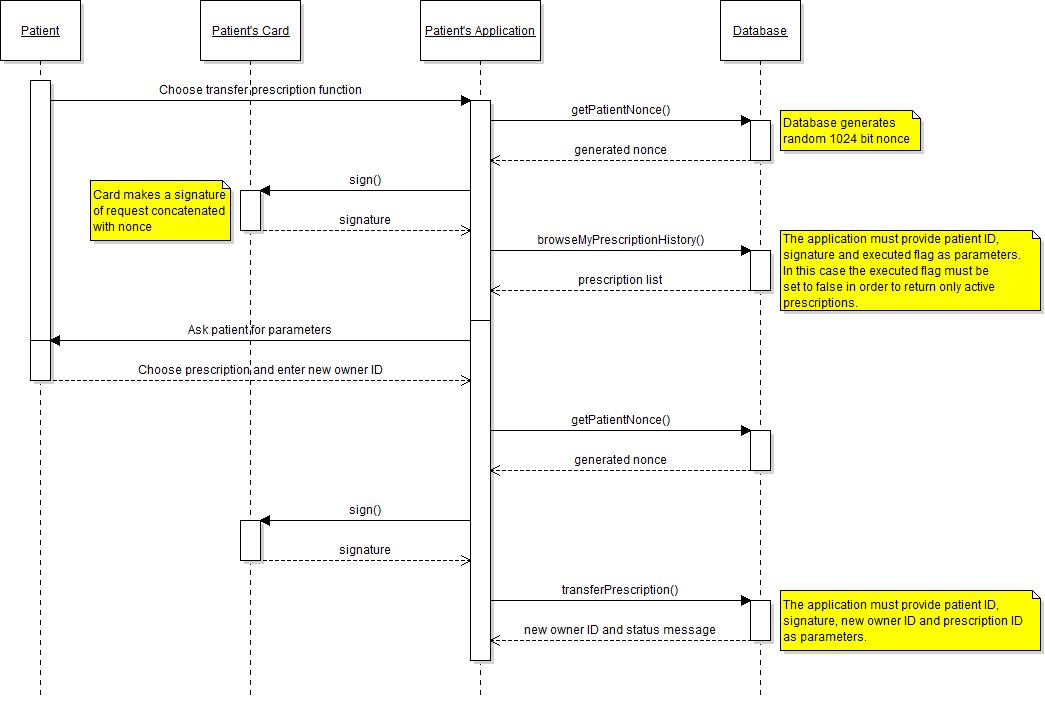 Patient
Patient's Card
Patient's Application
Database
Choose transfer prescription function
getPatientNonce()
Database generates
random 1024 bit nonce
generated nonce
sign()
Card makes a signature
of request concatenated
with nonce
signature
browseMyPrescriptionHistory()
The application must provide patient ID,
signature and executed flag as parameters.
In this case the executed flag must be
set to false in order to return only active
prescriptions.
prescription list
Ask patient for parameters
Choose prescription and enter new owner ID
getPatientNonce()
generated nonce
sign()
signature
transferPrescription()
The application must provide patient ID,
signature, new owner ID and prescription ID
as parameters.
new owner ID and status message